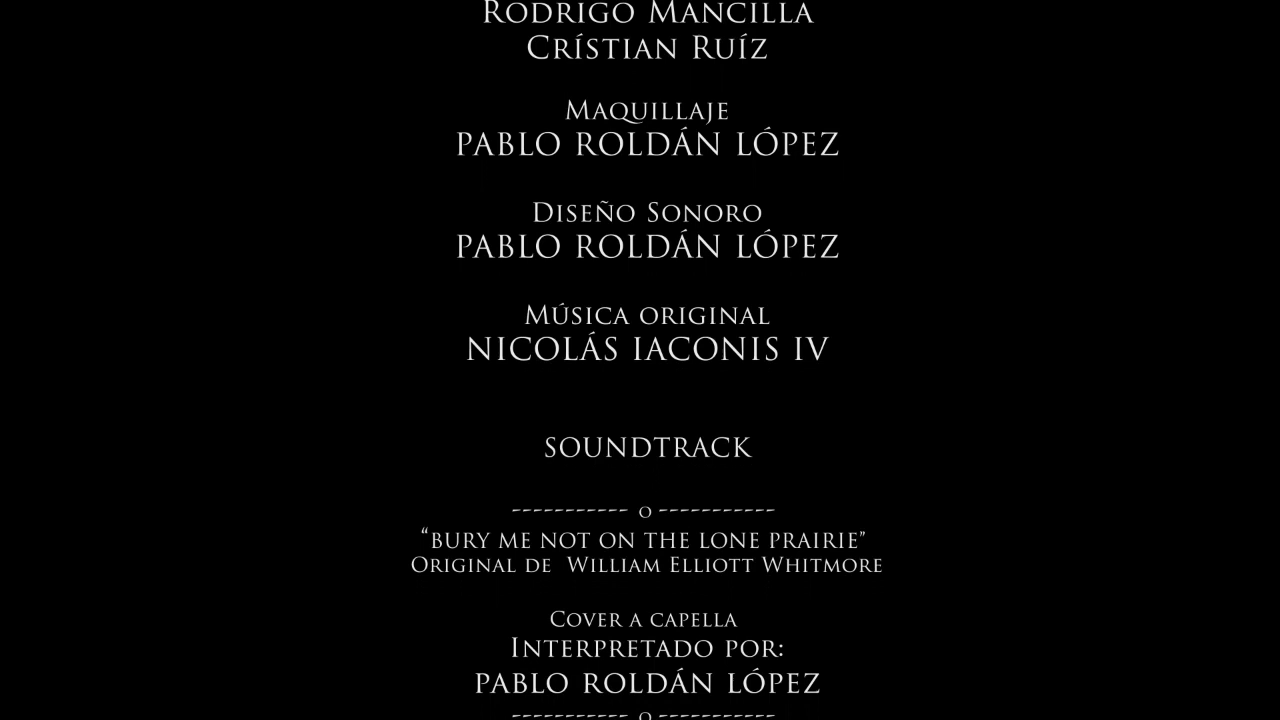 Rodrigo Mancilla
Crístian Ruíz
Maquillaje
PABLO ROLDÁN LÓPEZ
Diseño Sonoro
PABLO ROLDÁN LÓPEZ
Música original
NICOLÁS IACONIS IV
SOUNDTRACK
----------- o -----------
“BURY ME NOT ON THE LONE PRAIRIE”
Original de William Elliott Whitmore
Cover a capella
Interpretado por:
PABLO ROLDÁN LÓPEZ
----------- o -----------